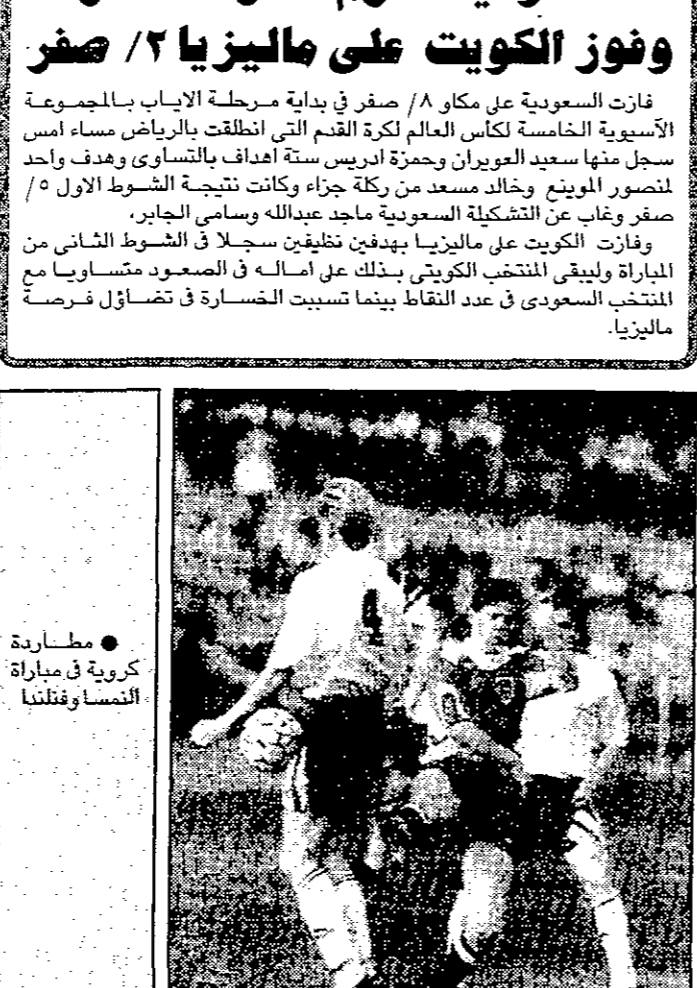 وفوز الكويت على ماليزيا ٢/ صفر
فازت السعودية على مكاو ٨/ صفر في بداية مرحلة الاياب بالمجموعة
الآسيوية الخامسة لكأس العالم لكرة القدم التى انطلقت بالرياض مساء امس
سجل منها سعيد العويران وحمزة ادريس ستة اهداف بالتساوى وهدف واحد
لمنصور الموينع وخالد مسعد من ركلة جزاء وكانت نتيجة الشوط الاول ٥/
صفر وغاب عن التشكيلة السعودية ماجد عبدالله وسامى الجابر،
وفازت الكويت على ماليزيا بهدفين نظيفين سجلا فى الشوط الثانى من
المباراة وليبقى المنتخب الكويتى بذلك على اماله فى الصعود متساويا مع
المنتخب السعودى فى عدد النقاط بينما تسببت الخسارة فى تضاؤل فرصة
ماليزيا.
● مطاردة
كروية فى مباراة
النمسا وفنلندا